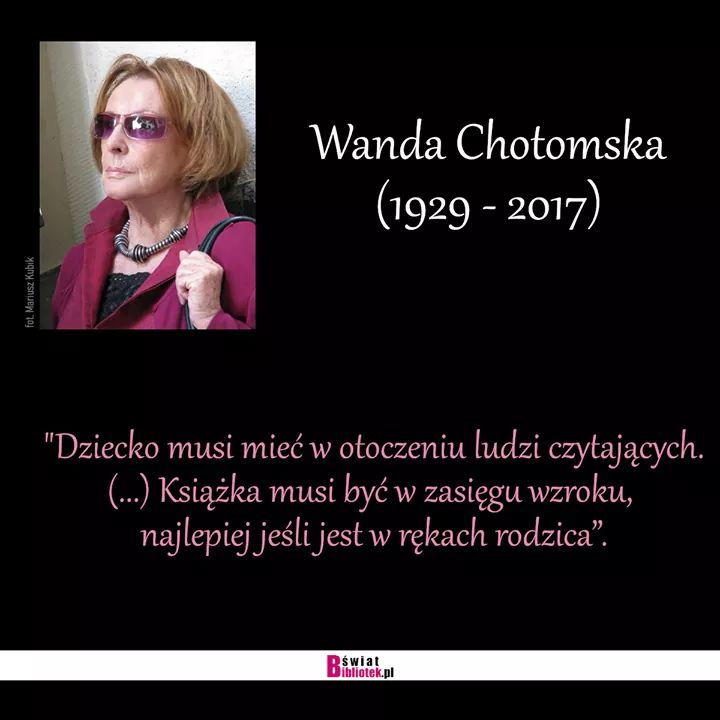 Wanda Chotomska
(1929 - 2017)
fot. Mariusz Kubik
"Dziecko musi mieć w otoczeniu ludzi czytających.
(...) Książka musi być w zasięgu wzroku,
najlepiej jeśli jest w rękach rodzica”.
świat
Bibliotek.pl